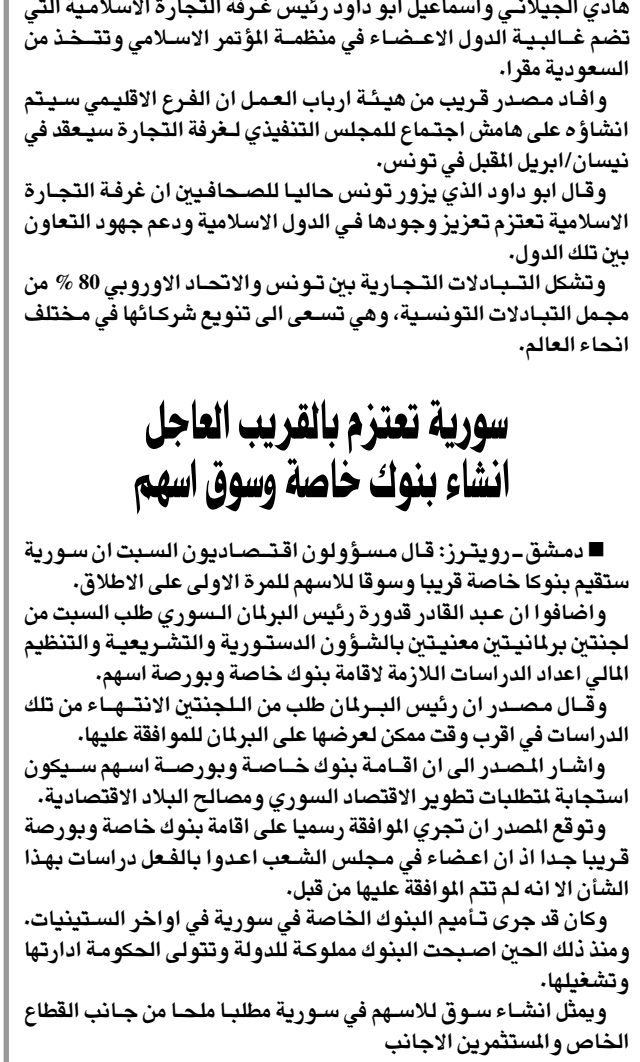 هادي الجيلاني واسماعيل ابو داود رئيس غرفة التجارة الاسلامية التي
تضم غالبية الدول الاعضاء في منظمة المؤتمر الاسلامي وتتخذ من
السعودية مقرا.
وافاد مصدر قريب من هيئة ارباب العمل ان الفرع الاقليمي سيتم
انشاؤه على هامش اجتماع للمجلس التنفيذي لغرفة التجارة سيعقد في
نيسان/ابريل المقبل في تونس.
وقال ابو داود الذي يزور تونس حاليا للصحافيين ان غرفة التجارة
الاسلامية تعتزم تعزيز وجودها في الدول الاسلامية ودعم جهود التعاون
بين تلك الدول.
وتشكل التبادلات التجارية بين تونس والاتحاد الاوروبي 80 % من
مجمل التبادلات التونسية، وهي تسعى الى تنويع شركائها في مختلف
انحاء العالم.
سورية تعتزم بالقريب العاجل
انشاء بنوك خاصة وسوق اسهم
■ دمشق ـ رويترز: قال مسؤولون اقتصاديون السبت ان سورية
ستقيم بنوكا خاصة قريبا وسوقا للاسهم للمرة الاولى على الاطلاق.
واضافوا ان عبد القادر قدورة رئيس البرلمان السوري طلب السبت من
لجنتين برلمانيتين معنيتين بالشؤون الدستورية والتشريعية والتنظيم
المالي اعداد الدراسات اللازمة لاقامة بنوك خاصة وبورصة اسهم.
وقال مصدر ان رئيس البرلمان طلب من اللجنتين الانتهاء من تلك
الدراسات في اقرب وقت ممكن لعرضها على البرلمان للموافقة عليها.
واشار المصدر الى ان اقامة بنوك خاصة وبورصة اسهم سيكون
استجابة لمتطلبات تطوير الاقتصاد السوري ومصالح البلاد الاقتصادية.
وتوقع المصدر ان تجري الموافقة رسميا على اقامة بنوك خاصة وبورصة
قريبا جدا اذ ان اعضاء في مجلس الشعب اعدوا بالفعل دراسات بهذا
الشأن الا انه لم تتم الموافقة عليها من قبل.
وكان قد جرى تأميم البنوك الخاصة في سورية في اواخر الستينيات.
ومنذ ذلك الحين اصبحت البنوك مملوكة للدولة وتتولى الحكومة ادارتها
وتشغيلها.
ويمثل انشاء سوق للاسهم في سورية مطلبا ملحا من جانب القطاع
الخاص والمستثمرين الاجانب